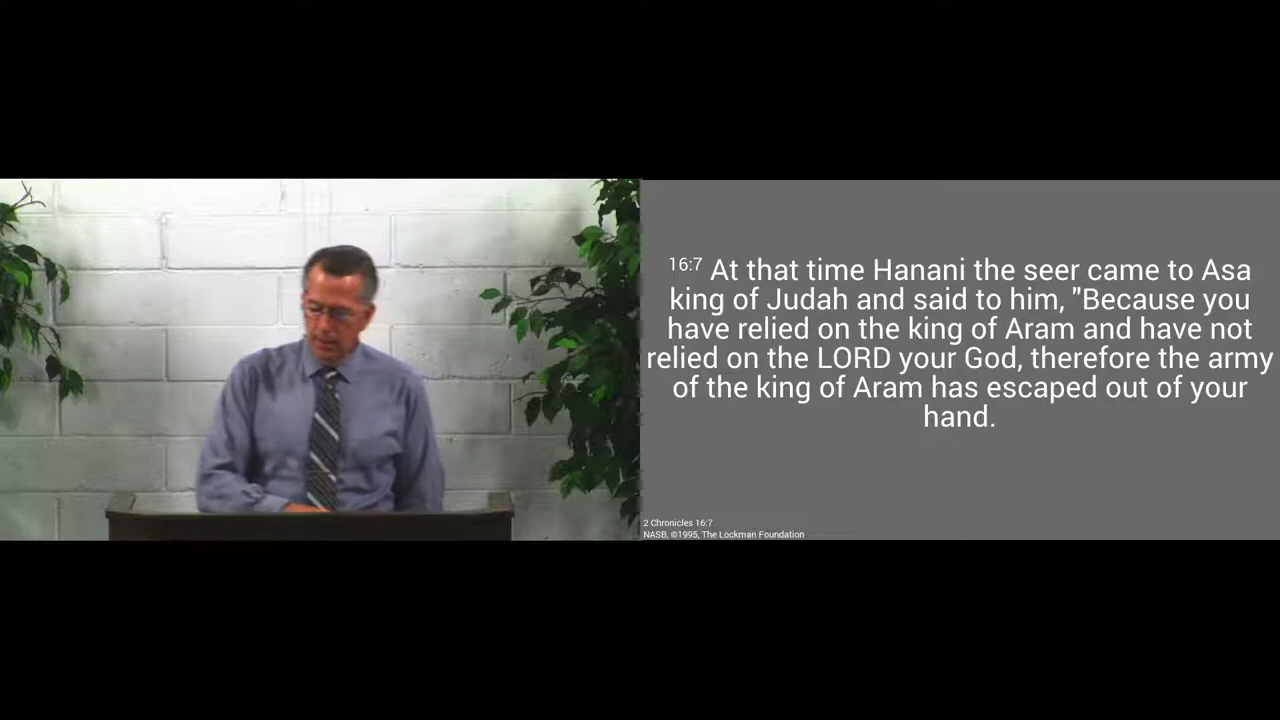 16:7 At that time Hanani the seer came to Asa
king of Judah and said to him, "Because you
have relied on the king of Aram and have not
relied on the LORD your God, therefore the army
of the king of Aram has escaped out of your
hand.
2 Chronicles 16:7
NASB, ©1995, The Lockman Foundation